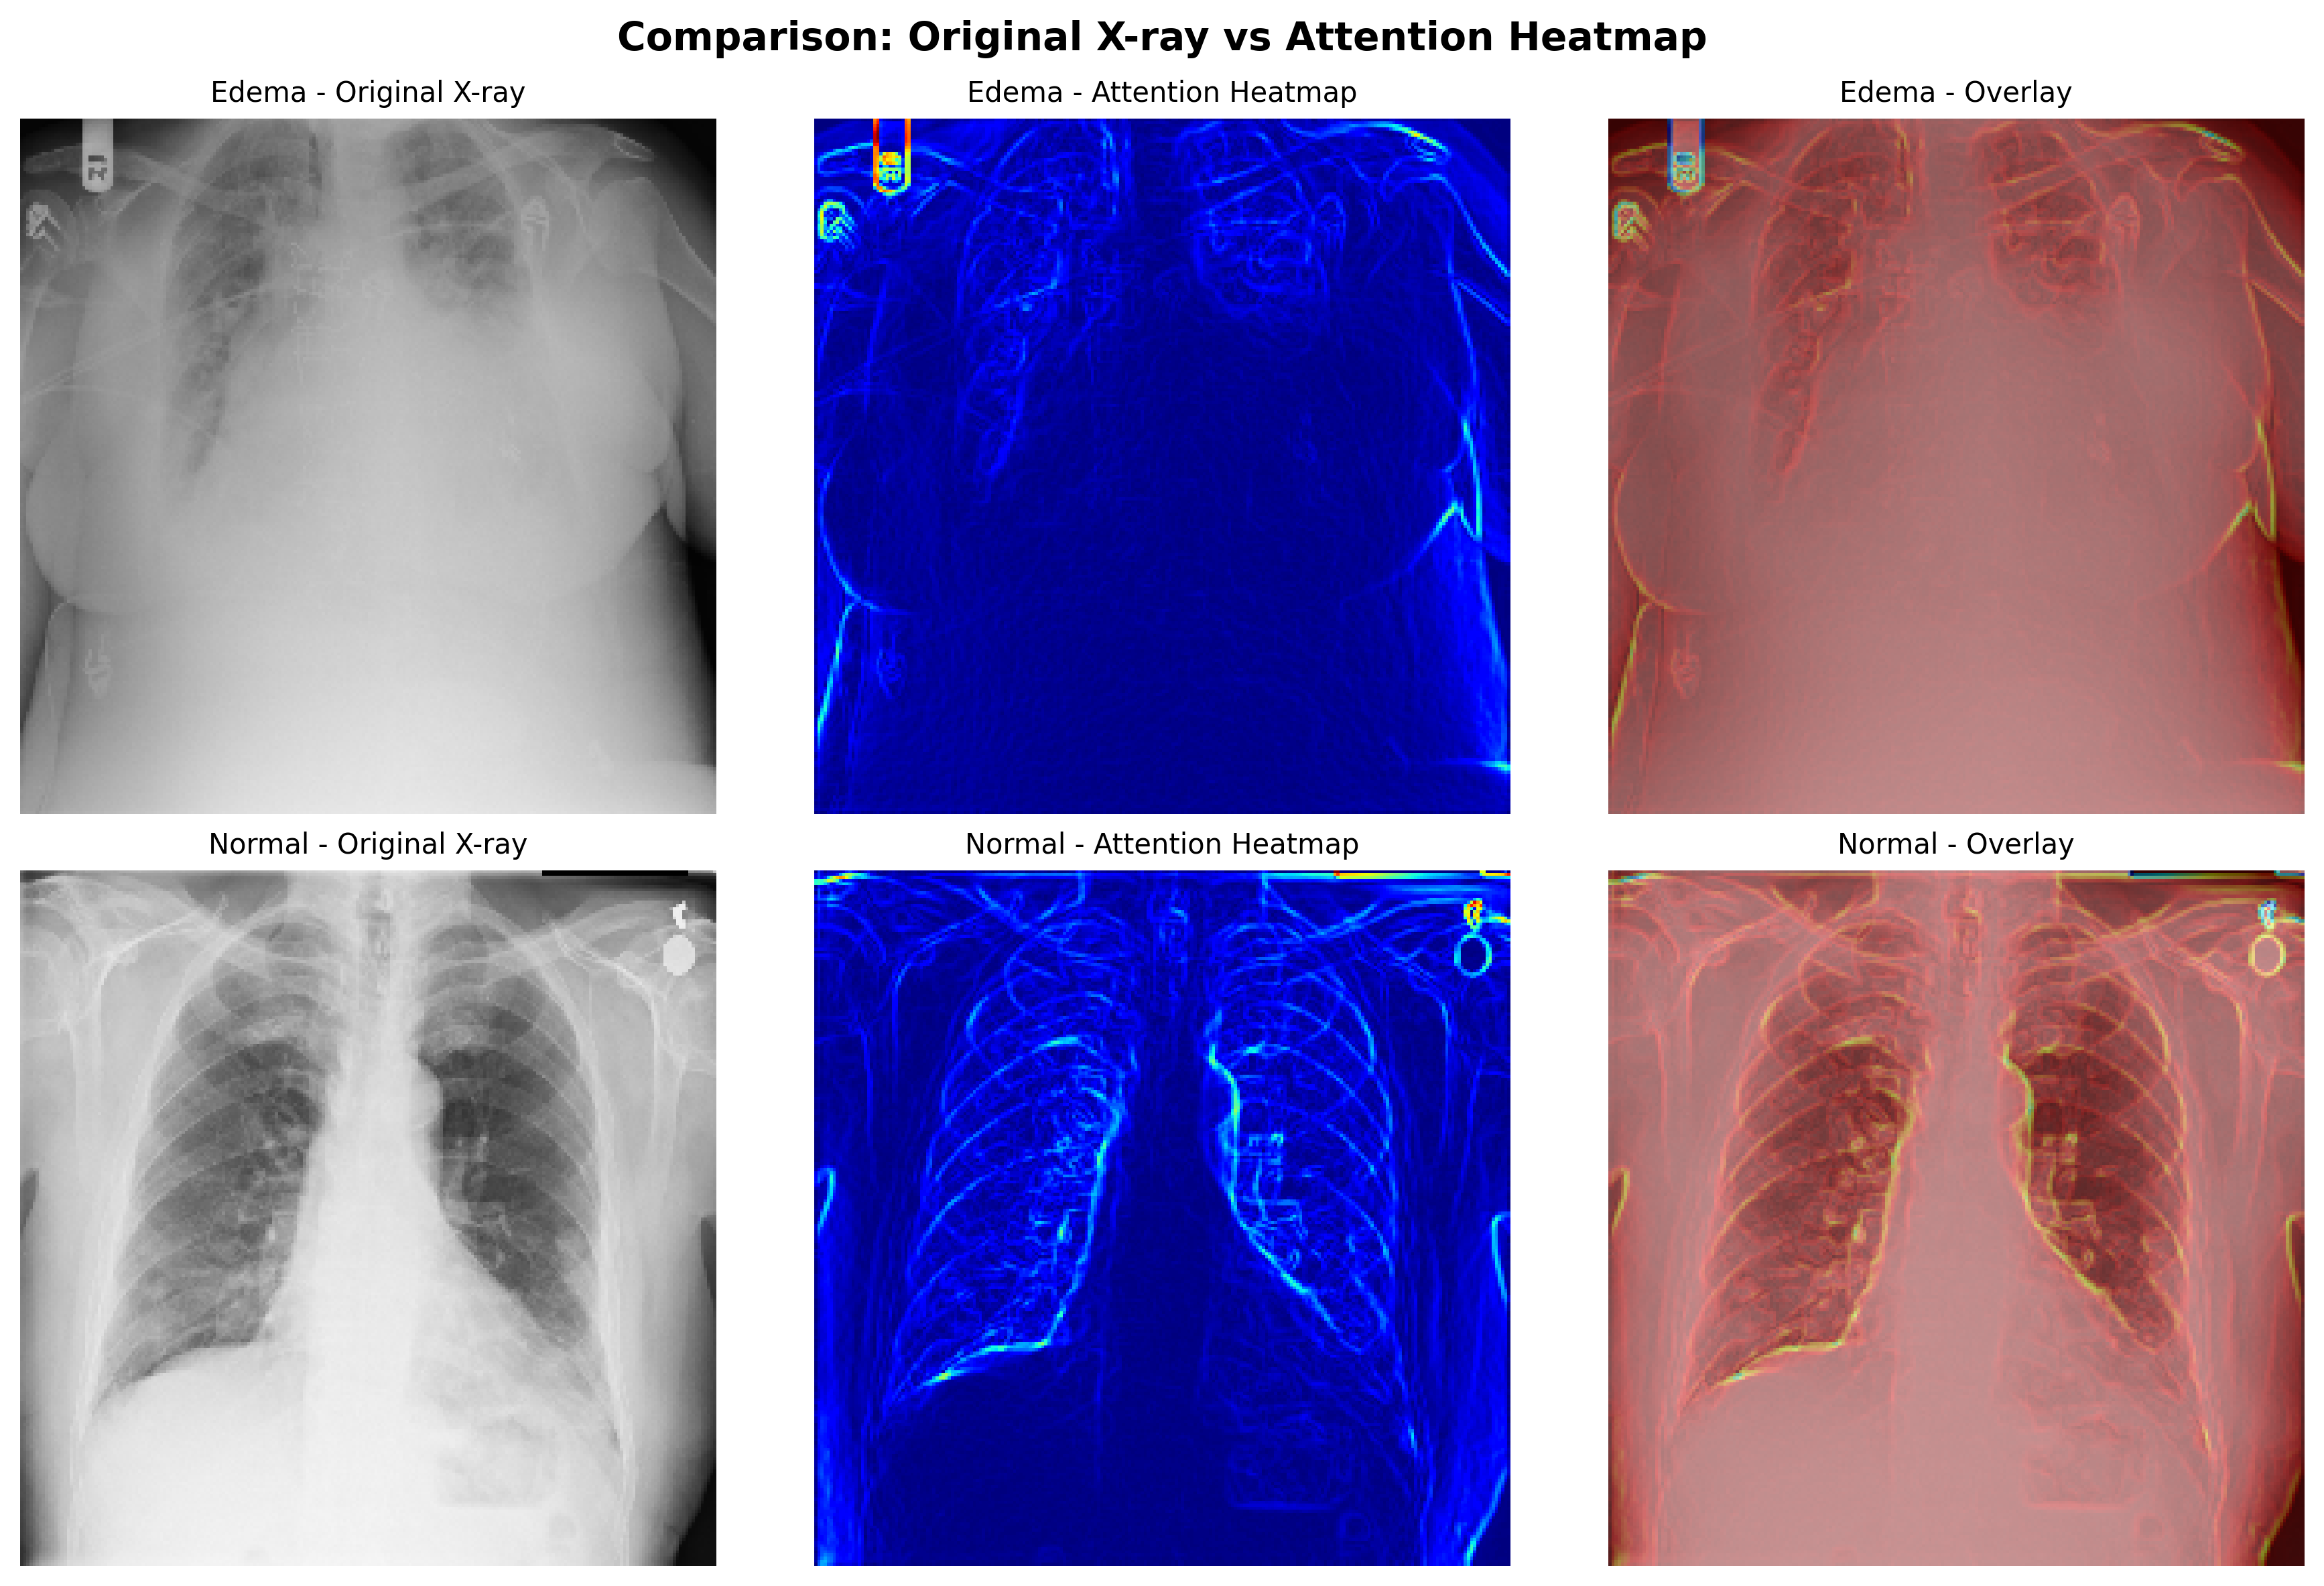 Comparison: Original X-ray vs Attention Heatmap
Edema - Original X-ray
Edema - Attention Heatmap
Edema - Overlay
R
Normal - Original X-ray
Normal - Attention Heatmap
Normal - Overlay